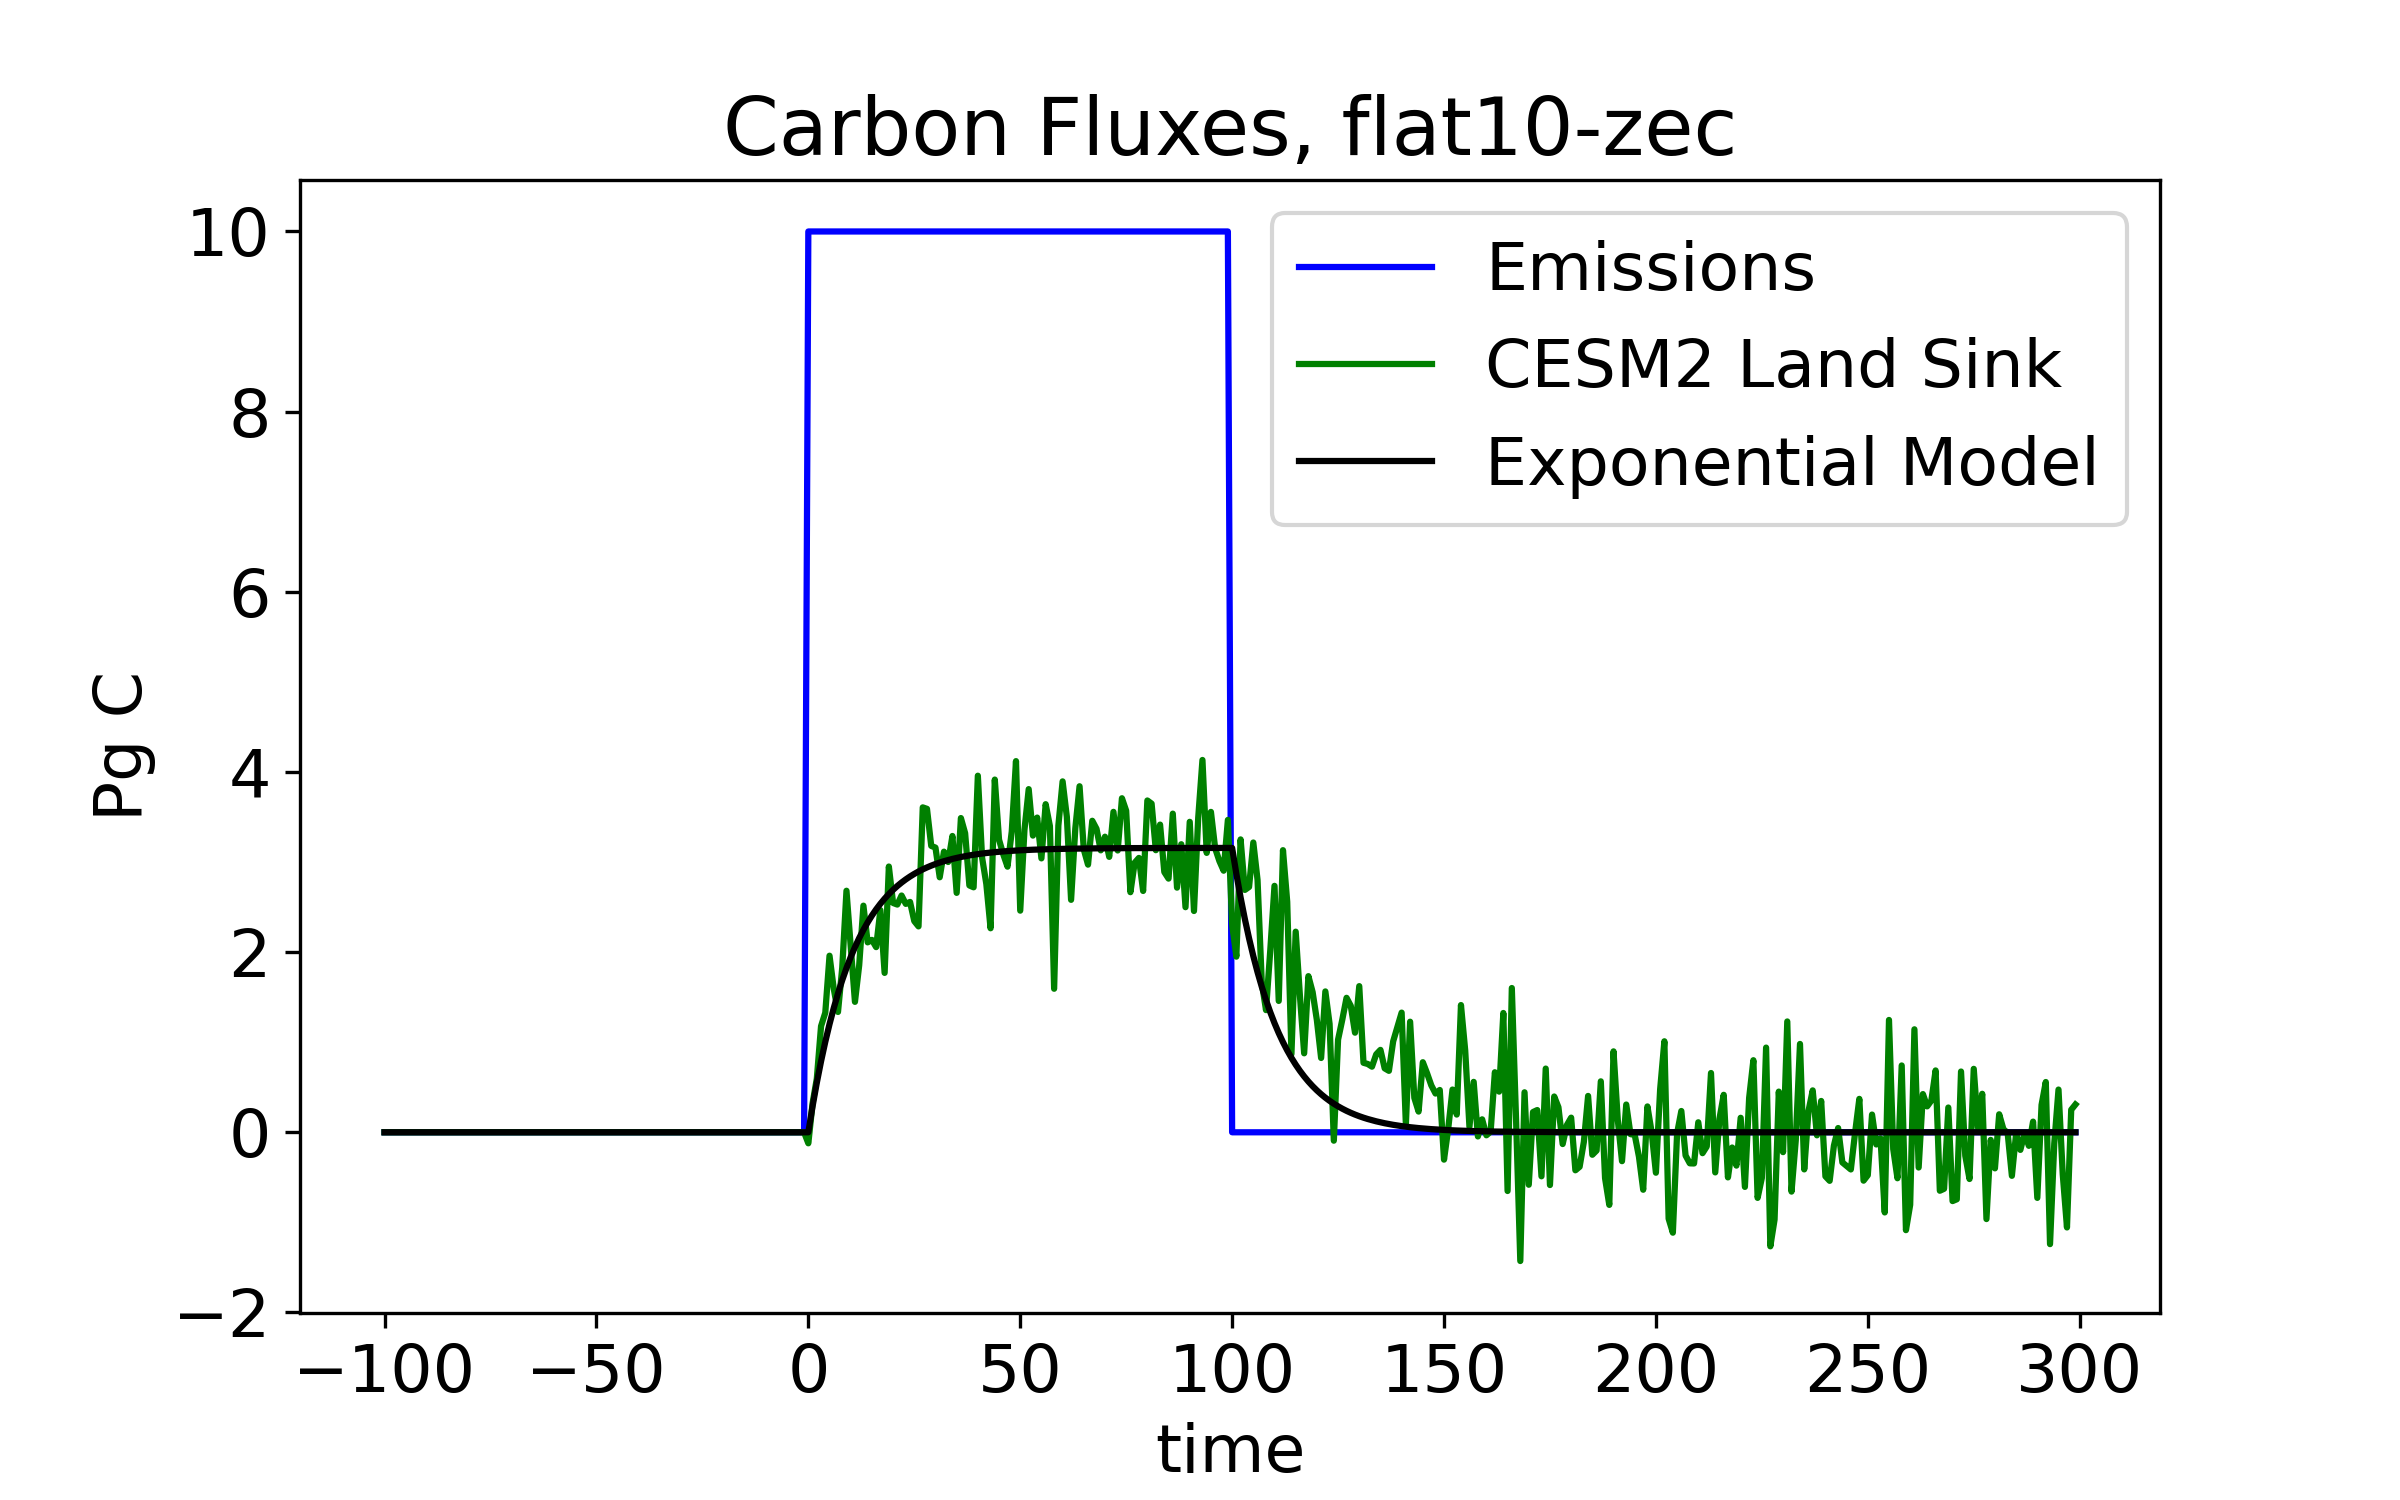 Carbon Fluxes, flat10-zec
10
8
6
4
2
0
−2
Pg C
Emissions
CESM2 Land Sink
Exponential Model
−100 −50 0 50 100 150 200 250 300
time